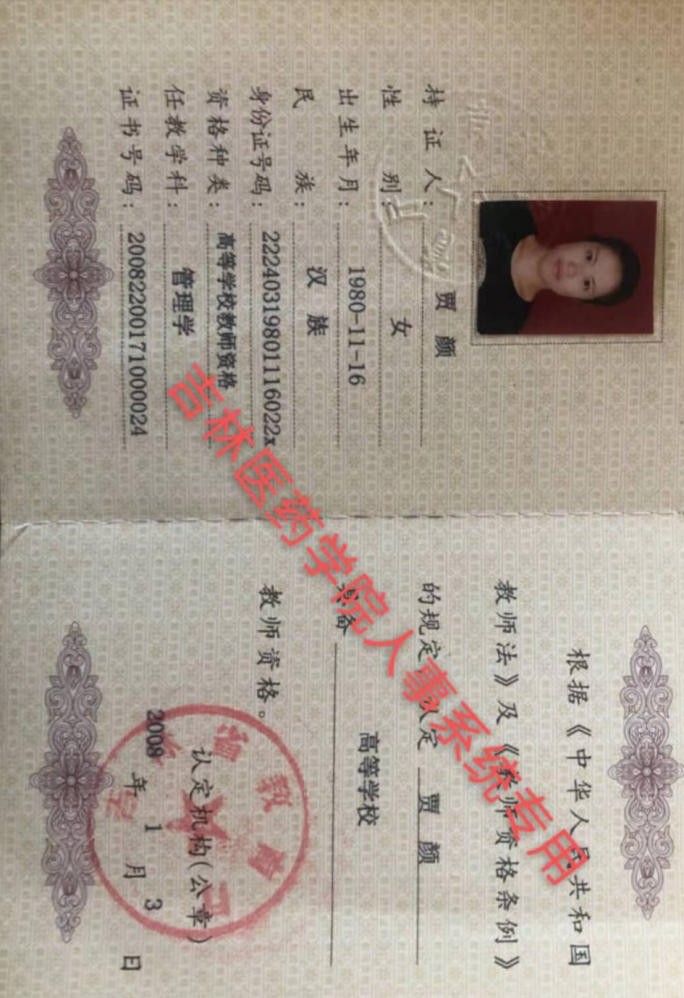 持证人：贾 颜
性 别：女
出生年月：1980-11-16
民 族：汉 族
身份证号码：22240319801116022x
资格种类：高等学校教师资格
任教学科：管理学
证书号码：20082200171000024
根据《中华人民共和国
教师法》及《教师资格条例》
的规定，认定 贾 颜
具备 高等学校
教师资格。
认定机构(公章)
2008 年 1 月 3 日
吉林医药学院人事系统专用